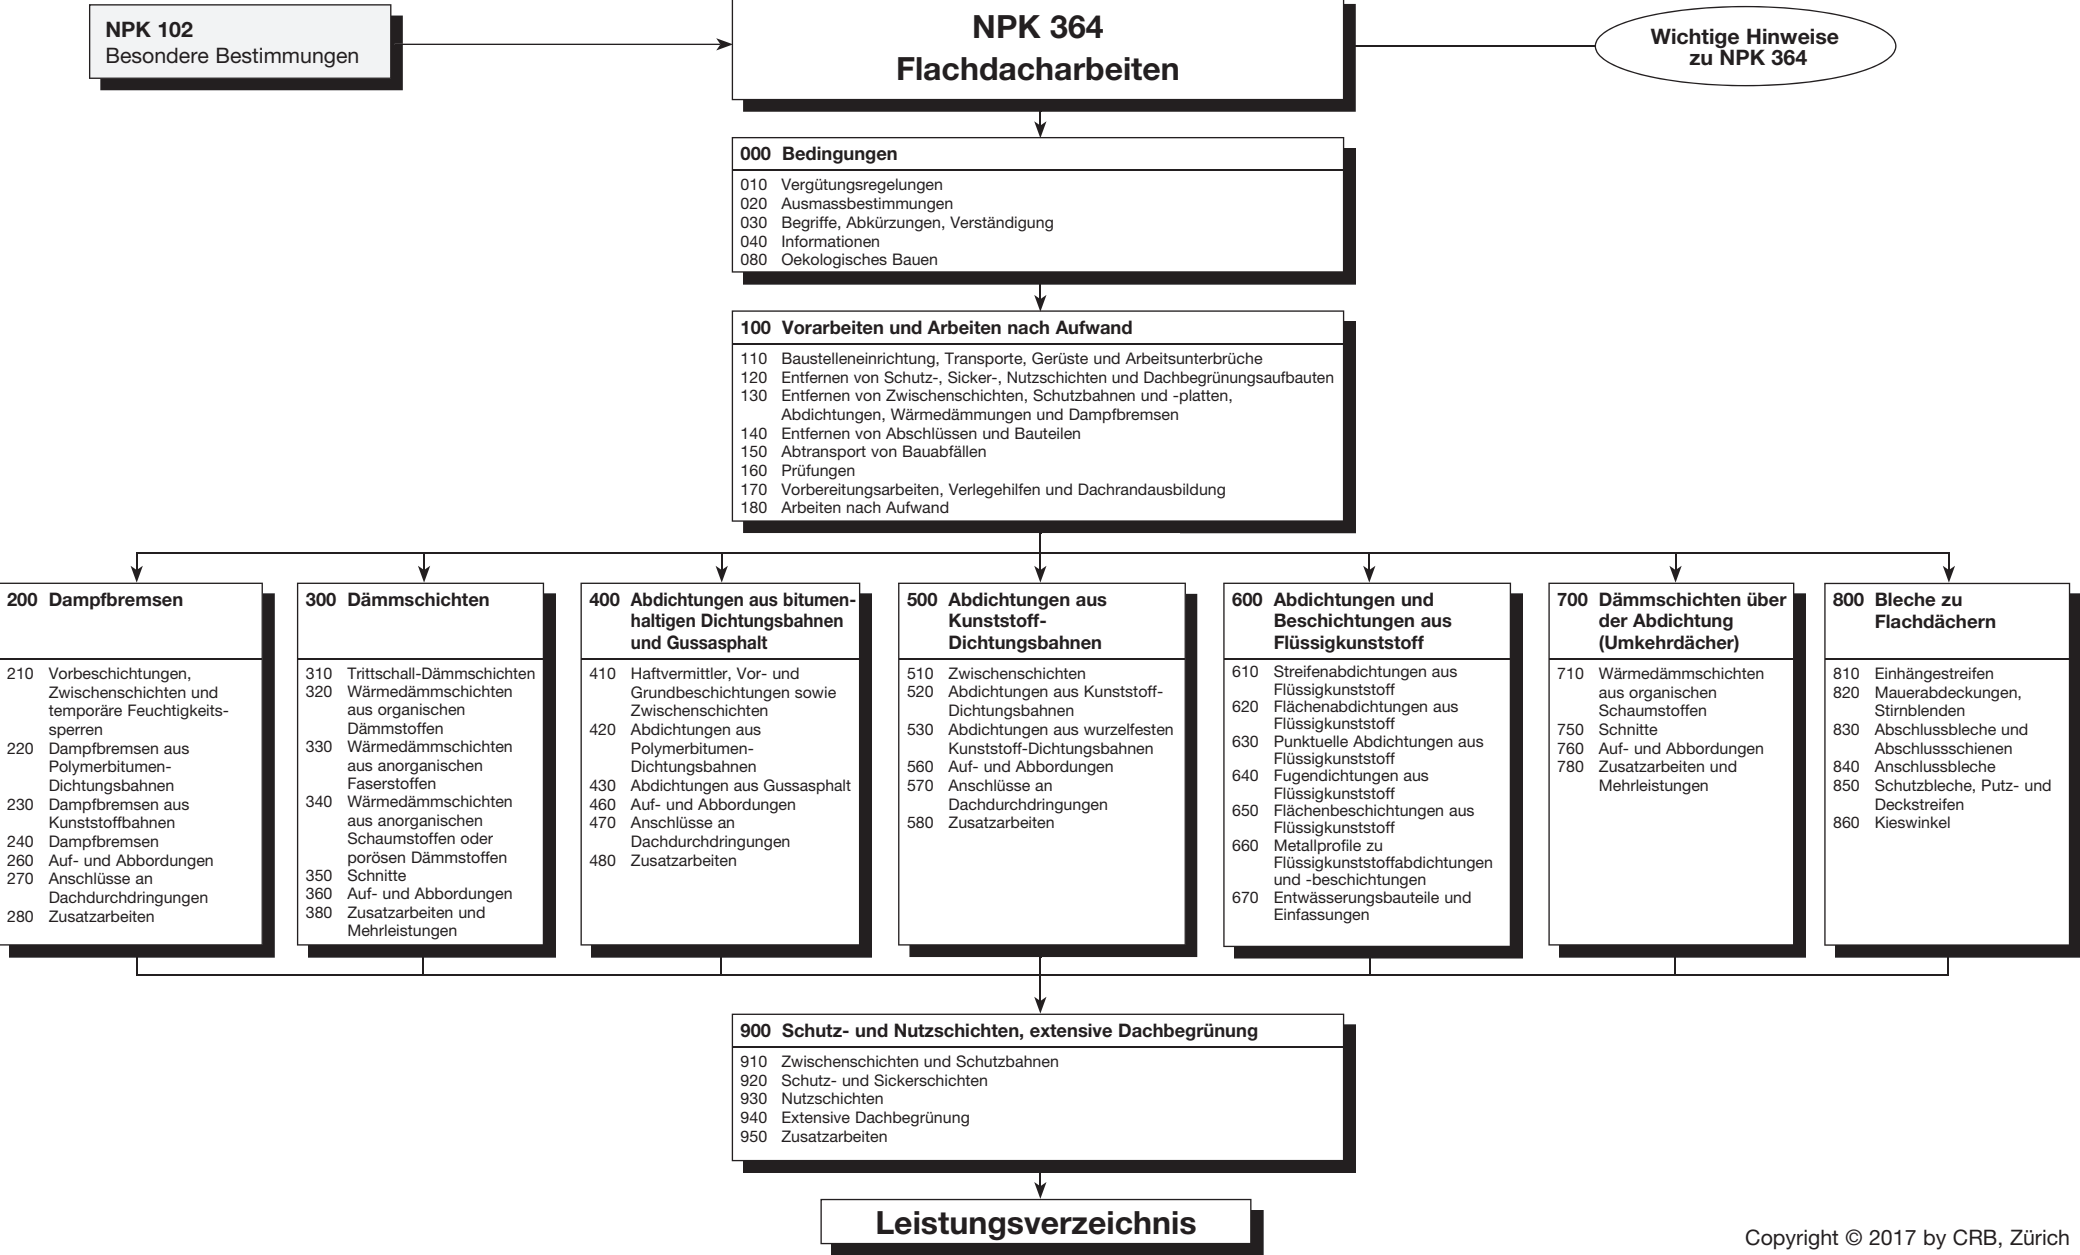 NPK 102
Besondere Bestimmungen
NPK 364
Flachdacharbeiten
Wichtige Hinweise
zu NPK 364
000 Bedingungen
010 Vergütungsregelungen
020 Ausmassbestimmungen
030 Begriffe, Abkürzungen, Verständigung
040 Informationen
080 Oekologisches Bauen
100 Vorarbeiten und Arbeiten nach Aufwand
110 Baustelleneinrichtung, Transporte, Gerüste und Arbeitsunterbrüche
120 Entfernen von Schutz-, Sicker-, Nutzschichten und Dachbegrünungsaufbauten
130 Entfernen von Zwischenschichten, Schutzbahnen und -platten,
Abdichtungen, Wärmedämmungen und Dampfbremsen
140 Entfernen von Abschlüssen und Bauteilen
150 Abtransport von Bauabfällen
160 Prüfungen
170 Vorbereitungsarbeiten, Verlegehilfen und Dachrandausbildung
180 Arbeiten nach Aufwand
200 Dampfbremsen
210 Vorbeschichtungen,
Zwischenschichten und
temporäre Feuchtigkeits-
sperren
220 Dampfbremsen aus
Polymerbitumen-
Dichtungsbahnen
230 Dampfbremsen aus
Kunststoffbahnen
240 Dampfbremsen
260 Auf- und Abbordungen
270 Anschlüsse an
Dachdurchdringungen
280 Zusatzarbeiten
300 Dämmschichten
310 Trittschall-Dämmschichten
320 Wärmedämmschichten
aus organischen
Dämmstoffen
330 Wärmedämmschichten
aus anorganischen
Faserstoffen
340 Wärmedämmschichten
aus anorganischen
Schaumstoffen oder
porösen Dämmstoffen
350 Schnitte
360 Auf- und Abbordungen
380 Zusatzarbeiten und
Mehrleistungen
400 Abdichtungen aus bitumen-
haltigen Dichtungsbahnen
und Gussasphalt
410 Haftvermittler, Vor- und
Grundbeschichtungen sowie
Zwischenschichten
420 Abdichtungen aus
Polymerbitumen-
Dichtungsbahnen
430 Abdichtungen aus Gussasphalt
460 Auf- und Abbordungen
470 Anschlüsse an
Dachdurchdringungen
480 Zusatzarbeiten
500 Abdichtungen aus
Kunststoff-
Dichtungsbahnen
510 Zwischenschichten
520 Abdichtungen aus Kunststoff-
Dichtungsbahnen
530 Abdichtungen aus wurzelfesten
Kunststoff-Dichtungsbahnen
560 Auf- und Abbordungen
570 Anschlüsse an
Dachdurchdringungen
580 Zusatzarbeiten
600 Abdichtungen und
Beschichtungen aus
Flüssigkunststoff
610 Streifenabdichtungen aus
Flüssigkunststoff
620 Flächenabdichtungen aus
Flüssigkunststoff
630 Punktuelle Abdichtungen aus
Flüssigkunststoff
640 Fugendichtungen aus
Flüssigkunststoff
650 Flächenbeschichtungen aus
Flüssigkunststoff
660 Metallprofile zu
Flüssigkunststoffabdichtungen
und -beschichtungen
670 Entwässerungsbauteile und
Einfassungen
700 Dämmschichten über
der Abdichtung
(Umkehrdächer)
710 Wärmedämmschichten
aus organischen
Schaumstoffen
750 Schnitte
760 Auf- und Abbordungen
780 Zusatzarbeiten und
Mehrleistungen
800 Bleche zu
Flachdächern
810 Einhängestreifen
820 Mauerabdeckungen,
Stirnblenden
830 Abschlussbleche und
Abschlussschienen
840 Anschlussbleche
850 Schutzbleche, Putz- und
Deckstreifen
860 Kieswinkel
900 Schutz- und Nutzschichten, extensive Dachbegrünung
910 Zwischenschichten und Schutzbahnen
920 Schutz- und Sickerschichten
930 Nutzschichten
940 Extensive Dachbegrünung
950 Zusatzarbeiten
Leistungsverzeichnis
Copyright © 2017 by CRB, Zürich